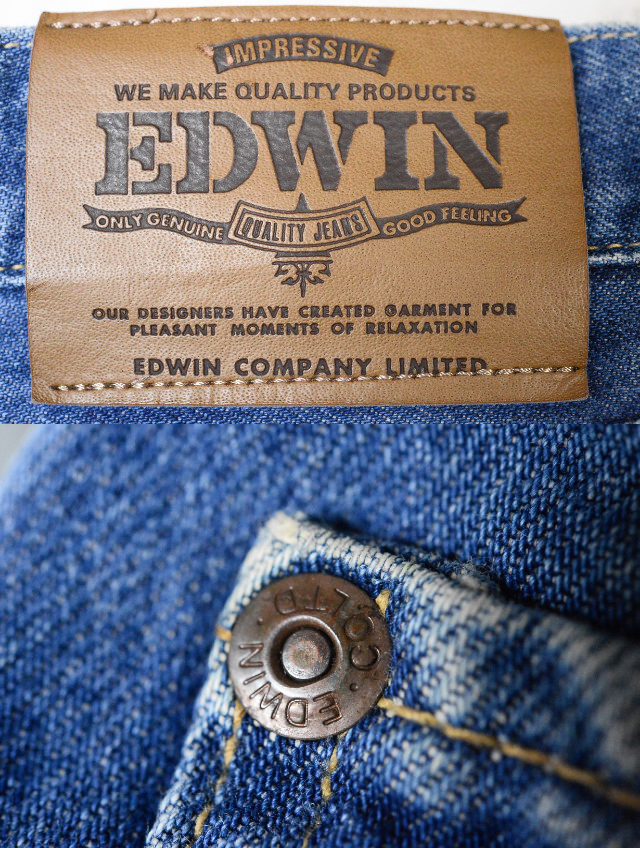 IMPRESSIVE
WE MAKE QUALITY PRODUCTS
EDWIN
ONLY GENUINE QUALITY JEANS GOOD FEELING
OUR DESIGNERS HAVE CREATED GARMENT FOR
PLEASANT MOMENTS OF RELAXATION
EDWIN COMPANY LIMITED
EDWIN · CO LTD ·